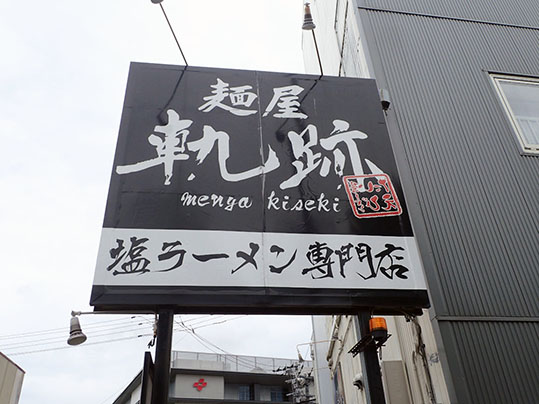 麺屋
軌跡
menya kiseki
塩ラーメン専門店